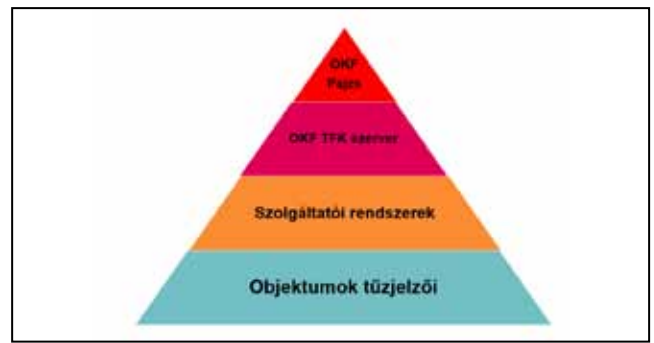 OKF
Pajzs
OKF TFK szerver
Szolgáltatói rendszerek
Objektumok tűzjelzői